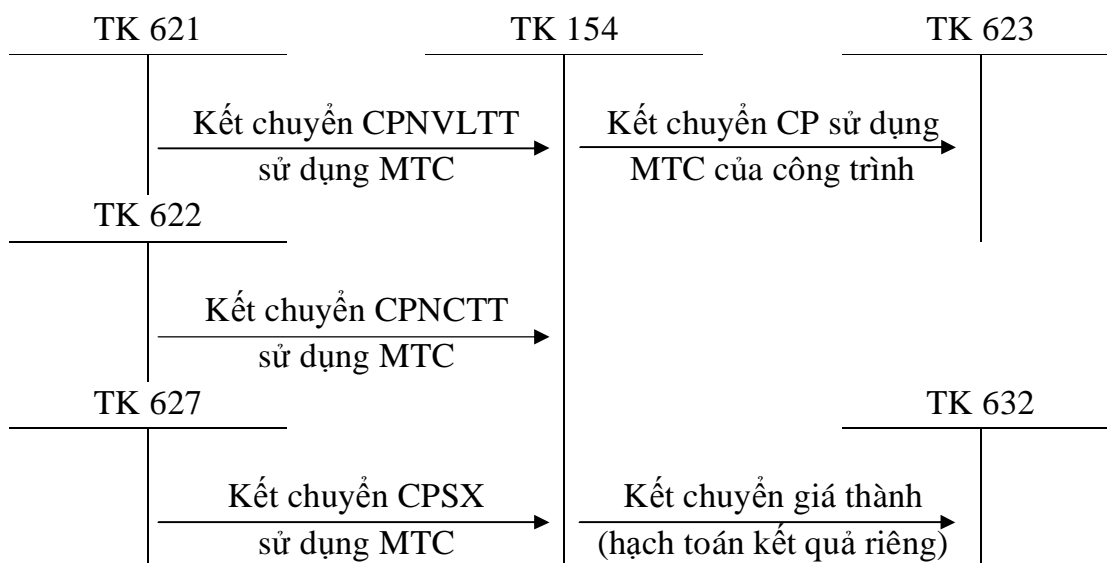 TK 621
TK 154
TK 623
Kết chuyển CPNVLTT
sử dụng MTC
Kết chuyển CP sử dụng
MTC của công trình
TK 622
Kết chuyển CPNCTT
sử dụng MTC
TK 627
TK 632
Kết chuyển CPSX
sử dụng MTC
Kết chuyển giá thành
(hạch toán kết quả riêng)